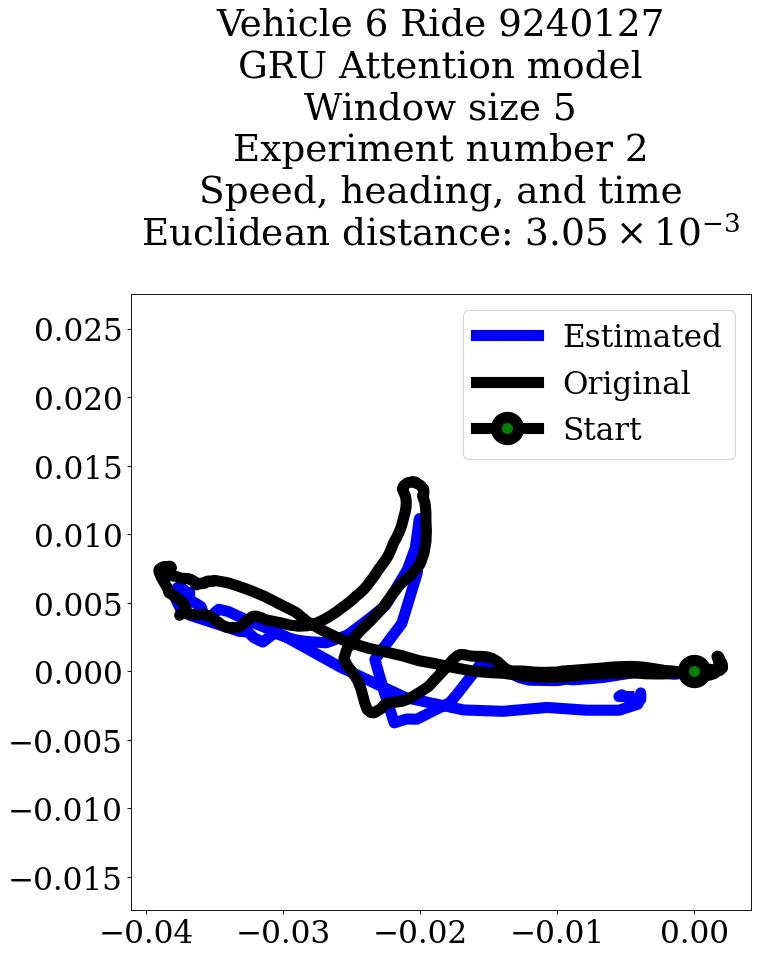 Vehicle 6 Ride 9240127
GRU Attention model
Window size 5
Experiment number 2
Speed, heading, and time
Euclidean distance: 3.05 × 10⁻³
Estimated
Original
Start
0.025
0.020
0.015
0.010
0.005
0.000
−0.005
−0.010
−0.015
−0.04
−0.03
−0.02
−0.01
0.00